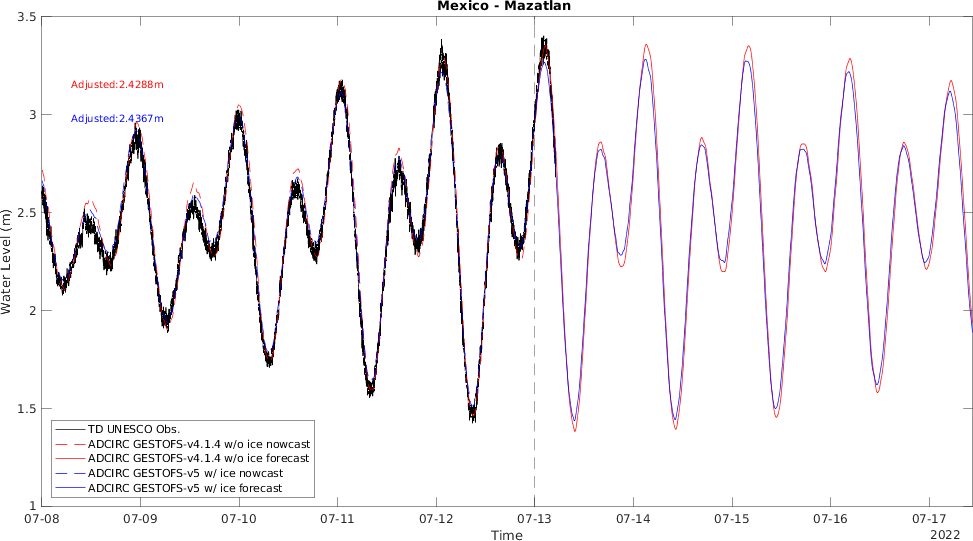 Mexico - Mazatlan
3.5
3
2.5
2
1.5
1
Water Level (m)
Adjusted:2.4288m
Adjusted:2.4367m
TD UNESCO Obs.
ADCIRC GESTOFS-v4.1.4 w/o ice nowcast
ADCIRC GESTOFS-v4.1.4 w/o ice forecast
ADCIRC GESTOFS-v5 w/ ice nowcast
ADCIRC GESTOFS-v5 w/ ice forecast
07-08 07-09 07-10 07-11 07-12 07-13 07-14 07-15 07-16 07-17
Time
2022